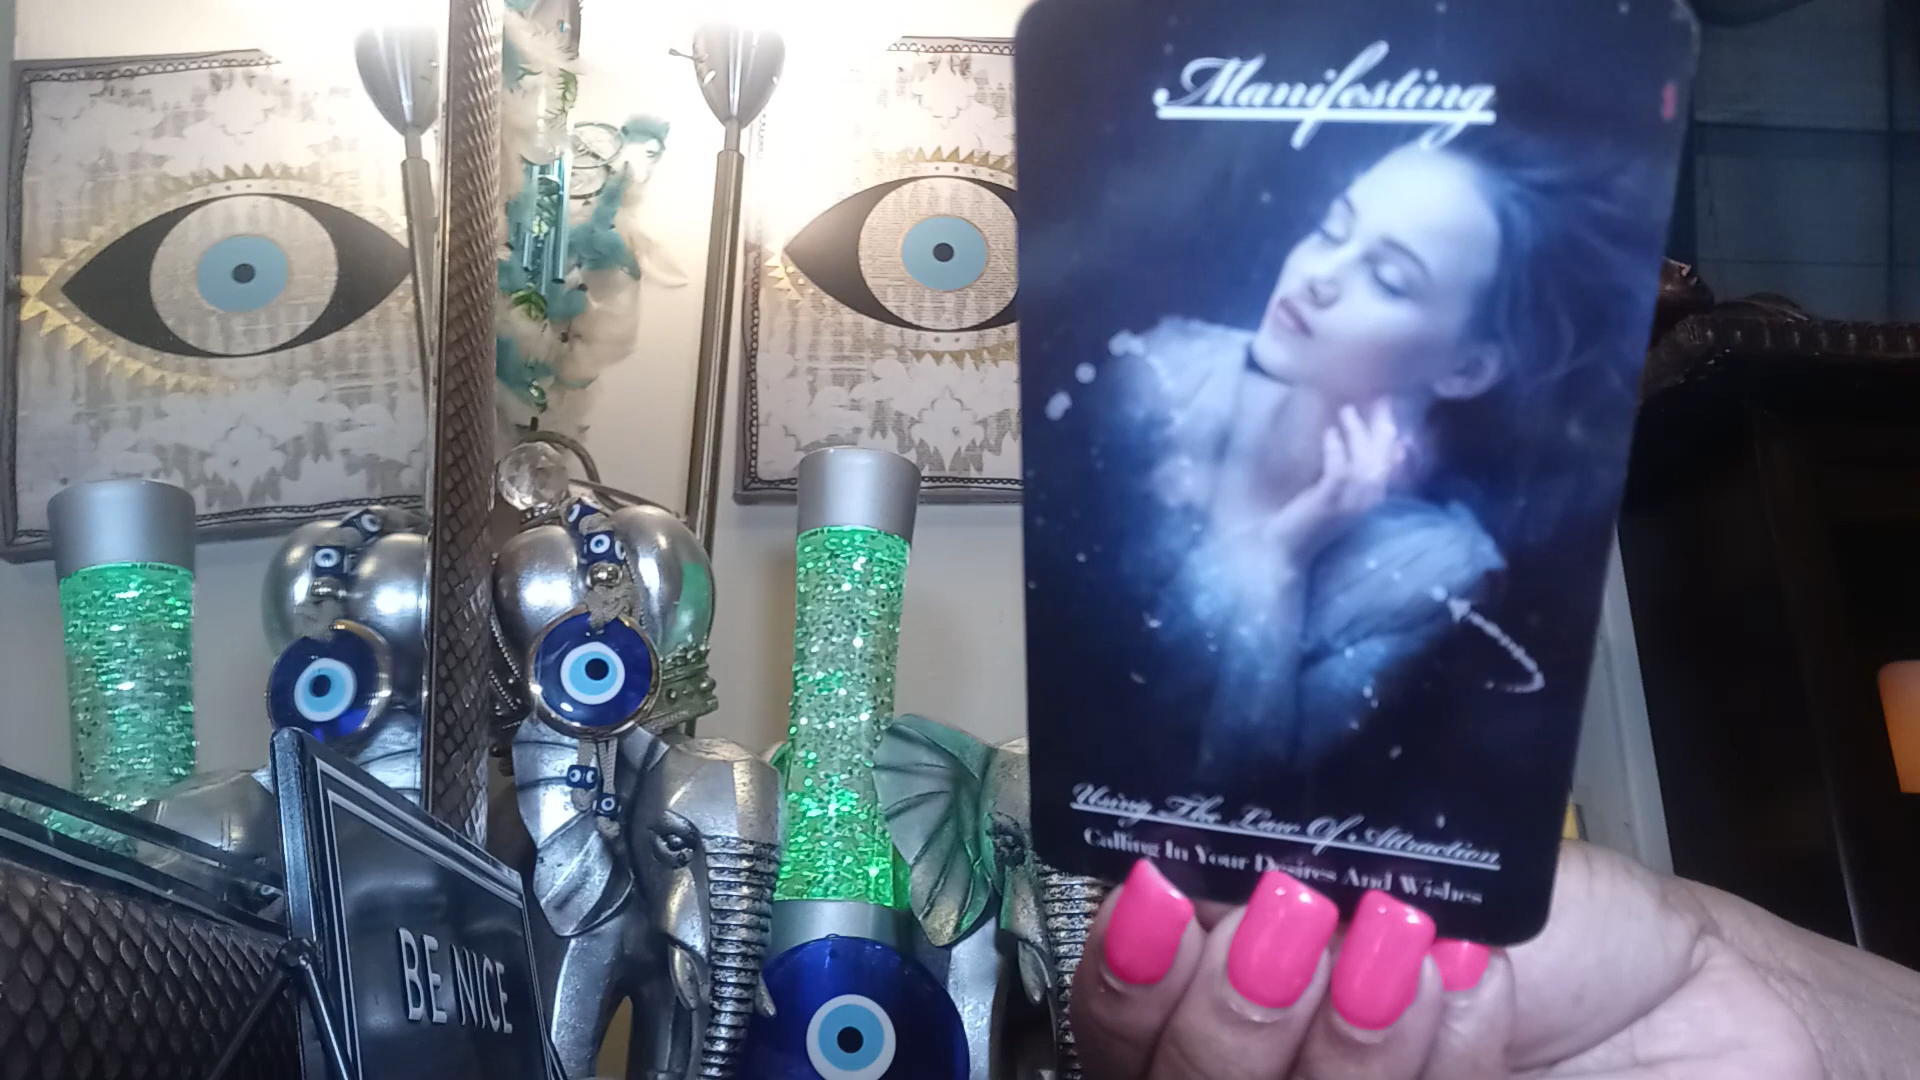 Manifesting
Using The Law Of Attraction
Calling In Your Desires And Wishes
BE NICE